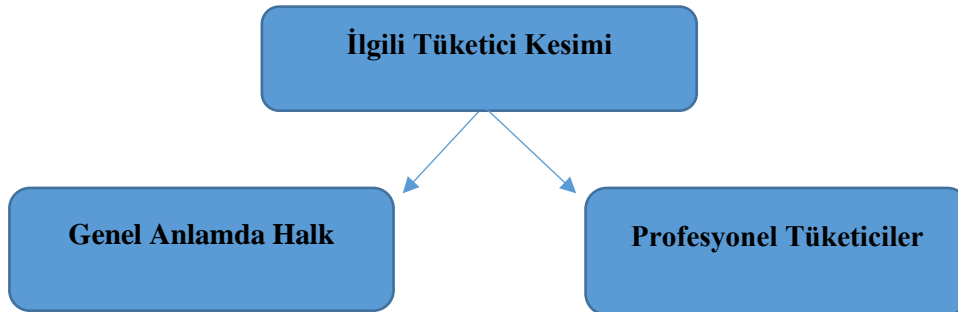 İlgili Tüketici Kesimi
Genel Anlamda Halk
Profesyonel Tüketiciler